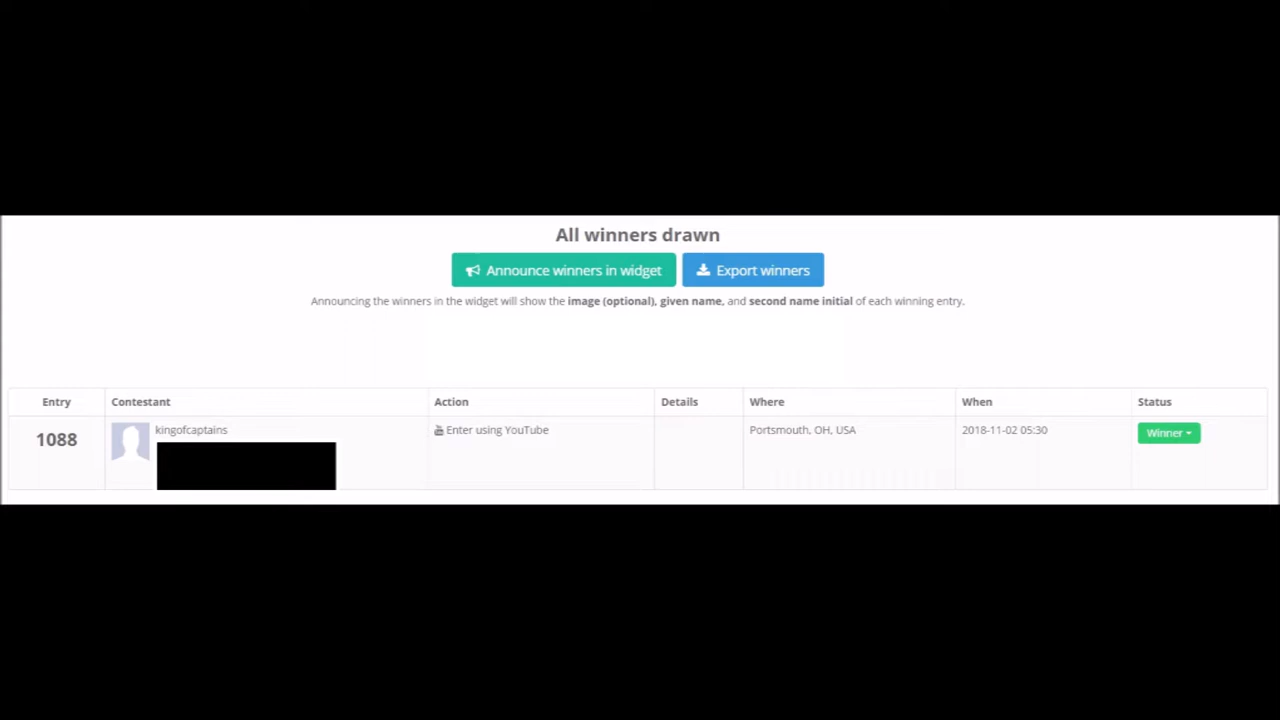 All winners drawn
Announce winners in widget Export winners
Announcing the winners in the widget will show the image (optional), given name, and second name initial of each winning entry.
Entry Contestant Action Details Where When Status
1088 kingofcaptains Enter using YouTube Portsmouth, OH, USA 2018-11-02 05:30 Winner